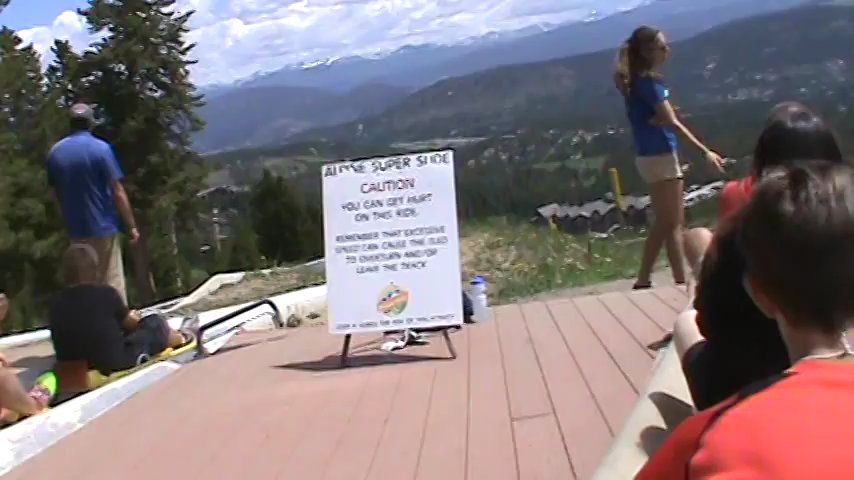 ALPINE SUPER SLIDE
CAUTION
YOU CAN GET HURT
ON THIS RIDE.
REMEMBER THAT EXCESSIVE
SPEED CAN CAUSE THE SLED
TO OVERTURN AND/OR
LEAVE THE TRACK